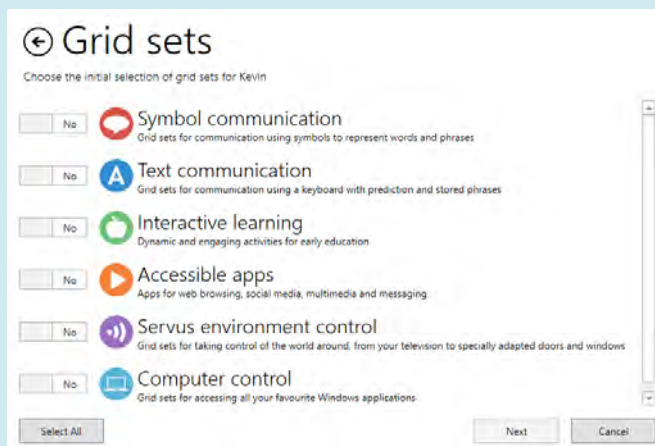 Grid sets
Choose the initial selection of grid sets for Kevin
No
Symbol communication
Grid sets for communication using symbols to represent words and phrases
No
A
Text communication
Grid sets for communication using a keyboard with prediction and stored phrases
No
Interactive learning
Dynamic and engaging activities for early education
No
Accessible apps
Apps for web browsing, social media, multimedia and messaging
No
Servus environment control
Grid sets for taking control of the world around, from your television to specially adapted doors and windows
No
Computer control
Grid sets for accessing all your favourite Windows applications
Select All
Next
Cancel